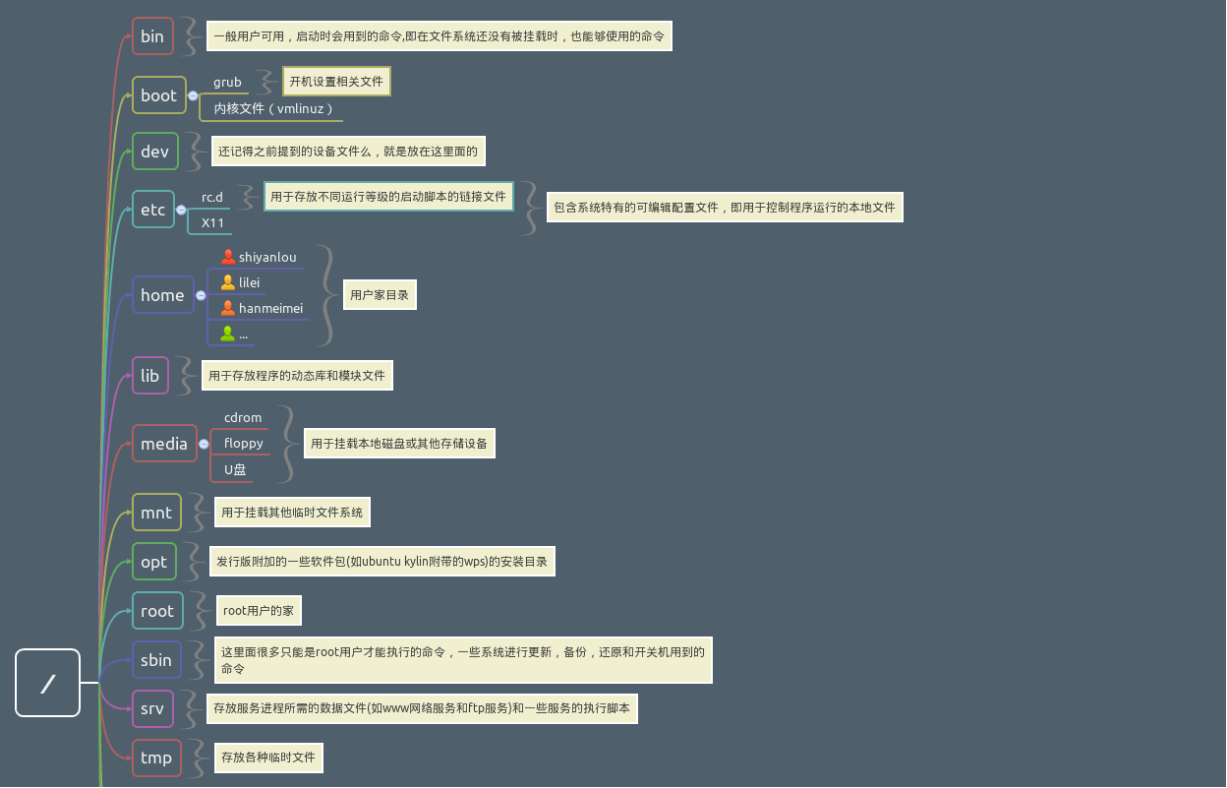 bin
一般用户可用，启动时会用到的命令,即在文件系统还没有被挂载时，也能够使用的命令
boot
grub
开机设置相关文件
内核文件（vmlinuz）
dev
还记得之前提到的设备文件么，就是放在这里面的
etc
rc.d
用于存放不同运行等级的启动脚本的链接文件
X11
包含系统特有的可编辑配置文件，即用于控制程序运行的本地文件
home
shiyanlou
lilei
hanmeimei
...
用户家目录
lib
用于存放程序的动态库和模块文件
media
cdrom
floppy
U盘
用于挂载本地磁盘或其他存储设备
mnt
用于挂载其他临时文件系统
opt
发行版附加的一些软件包(如ubuntu kylin附带的wps)的安装目录
root
root用户的家
sbin
这里面很多只能是root用户才能执行的命令，一些系统进行更新，备份，还原和开关机用到的
命令
/
srv
存放服务进程所需的数据文件(如www网络服务和ftp服务)和一些服务的执行脚本
tmp
存放各种临时文件